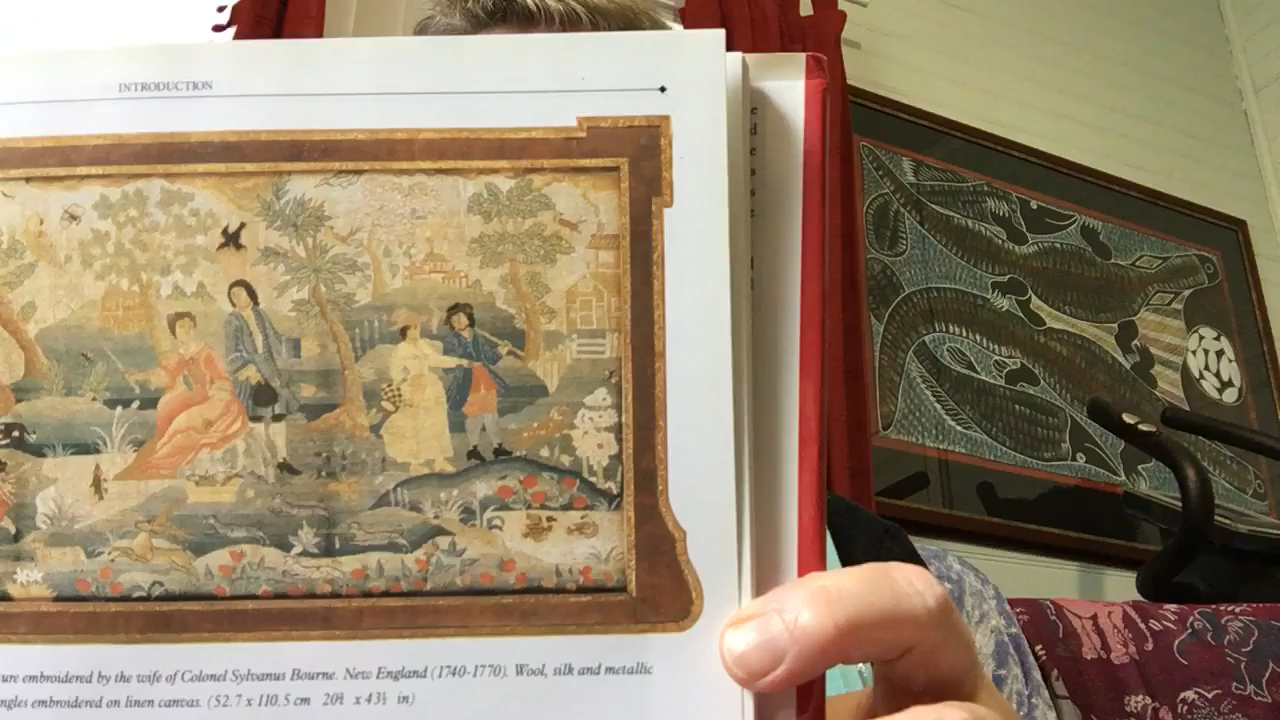 INTRODUCTION
ure embroidered by the wife of Colonel Sylvanus Bourne. New England (1740-1770). Wool, silk and metallic
ngles embroidered on linen canvas. (52.7 x 110.5 cm 20¾ x 43½ in)
e
d
e
s
s